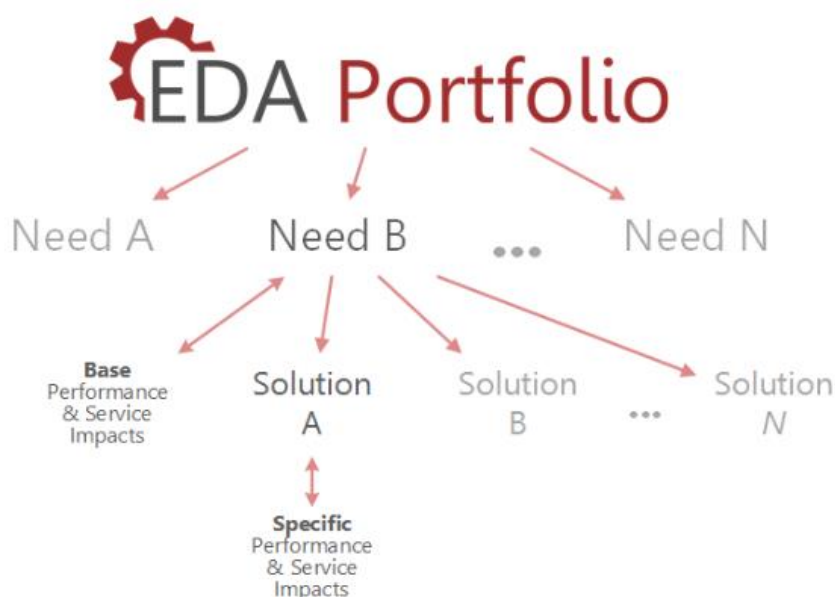 EDA Portfolio
Need A
Need B
...
Need N
Base
Performance
& Service
Impacts
Solution
A
Solution
B
...
Solution
N
Specific
Performance
& Service
Impacts